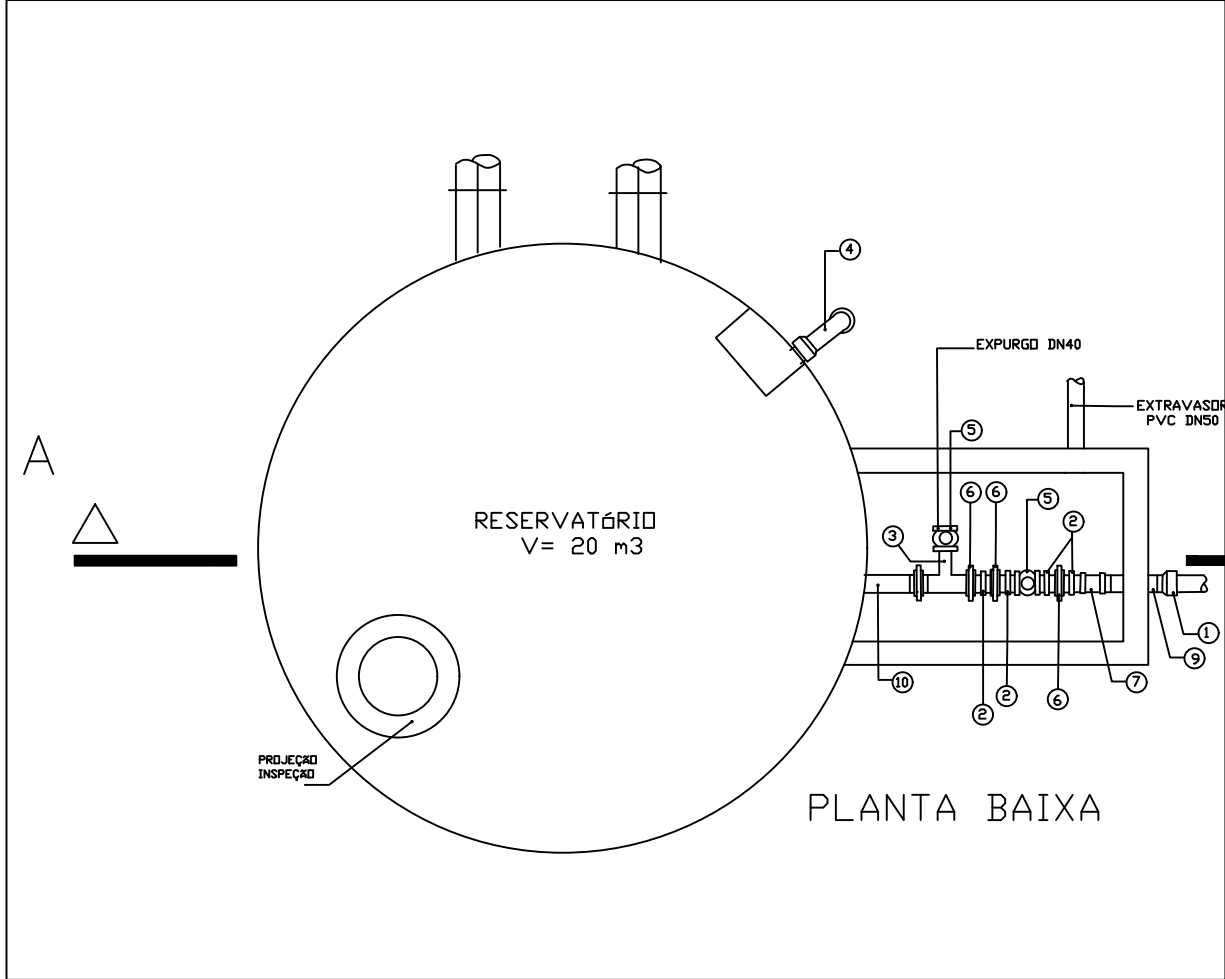 4
EXPURGO DN40
EXTRAVASOR
PVC DN50
5
A
6
6
5
2
RESERVATóRIO
V= 20 m3
3
1
9
10
7
2
2
6
PROJEÇÃO
INSPEÇÃO
PLANTA BAIXA